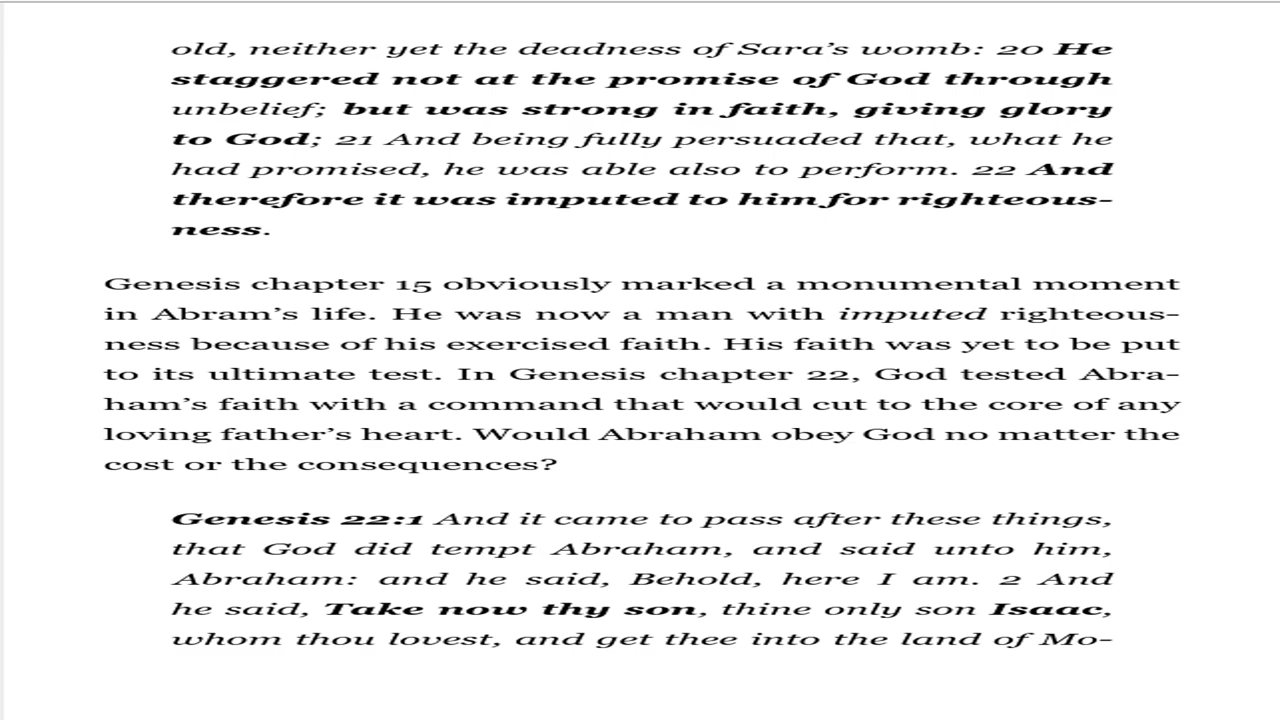 old, neither yet the deadness of Sara’s womb: 20 He
staggered not at the promise of God through
unbelief; but was strong in faith, giving glory
to God; 21 And being fully persuaded that, what he
had promised, he was able also to perform. 22 And
therefore it was imputed to him for righteous-
ness.
Genesis chapter 15 obviously marked a monumental moment
in Abram’s life. He was now a man with imputed righteous-
ness because of his exercised faith. His faith was yet to be put
to its ultimate test. In Genesis chapter 22, God tested Abra-
ham’s faith with a command that would cut to the core of any
loving father’s heart. Would Abraham obey God no matter the
cost or the consequences?
Genesis 22:1 And it came to pass after these things,
that God did tempt Abraham, and said unto him,
Abraham: and he said, Behold, here I am. 2 And
he said, Take now thy son, thine only son Isaac,
whom thou lovest, and get thee into the land of Mo-